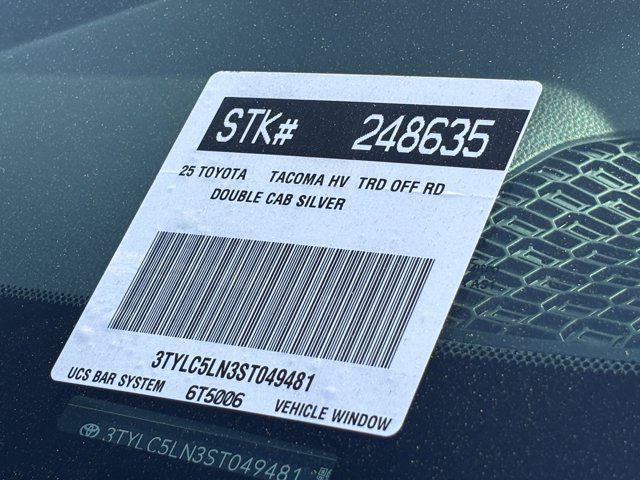 STK# 248635
25 TOYOTA TACOMA HV TRD OFF RD
DOUBLE CAB SILVER
3TYLC5LN3ST049481
UCS BAR SYSTEM 6T5006 VEHICLE WINDOW
3TYLC5LN3ST049481